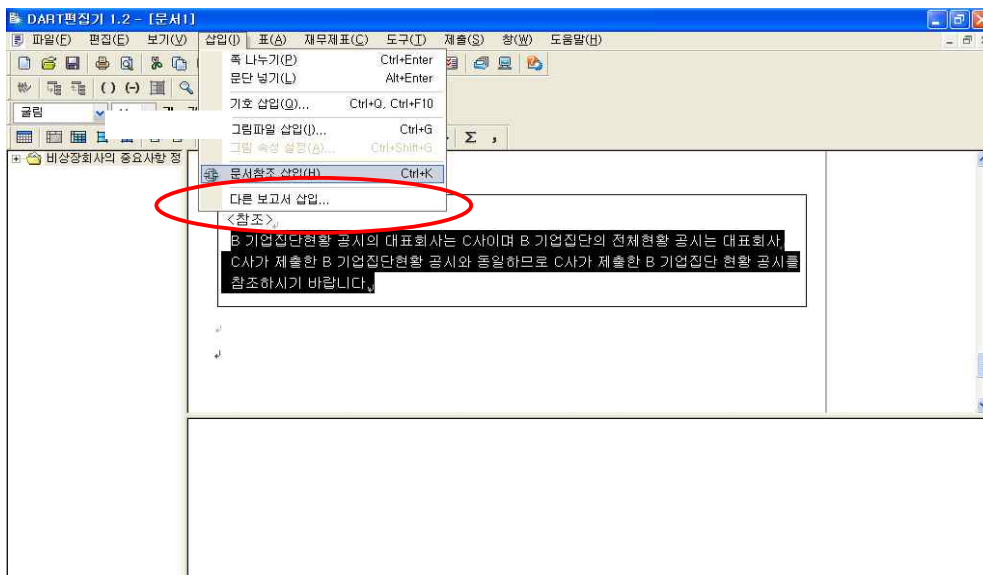 DART편집기 1.2 - [문서1]
파일(F) 편집(E) 보기(V) 삽입(I) 표(A) 재무제표(C) 도구(T) 제출(S) 창(W) 도움말(H)
쪽 나누기(P) Ctrl+Enter
문단 넣기(L) Alt+Enter
기호 삽입(Q)... Ctrl+Q, Ctrl+F10
굴림
그림파일 삽입(I)... Ctrl+G
그림 속성 설정(A)... Ctrl+Shift+G
비상장회사의 중요사항 정
문서참조 삽입(H) Ctrl+K
다른 보고서 삽입...
<참조>
B 기업집단현황 공시의 대표회사는 C사이며 B 기업집단의 전체현황 공시는 대표회사
C사가 제출한 B 기업집단현황 공시와 동일하므로 C사가 제출한 B 기업집단 현황 공시를
참조하시기 바랍니다.